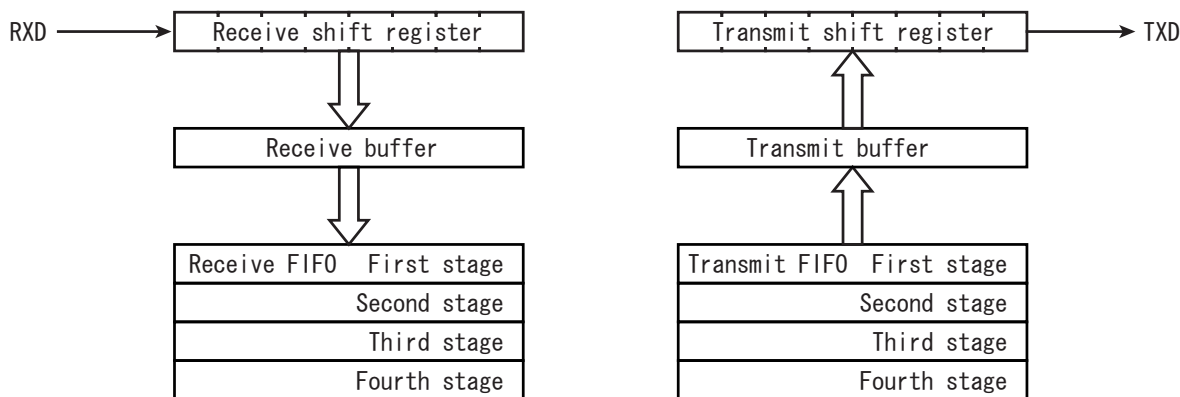 RXD
Receive shift register
Receive buffer
Receive FIFO First stage
Second stage
Third stage
Fourth stage
Transmit shift register
TXD
Transmit buffer
Transmit FIFO First stage
Second stage
Third stage
Fourth stage